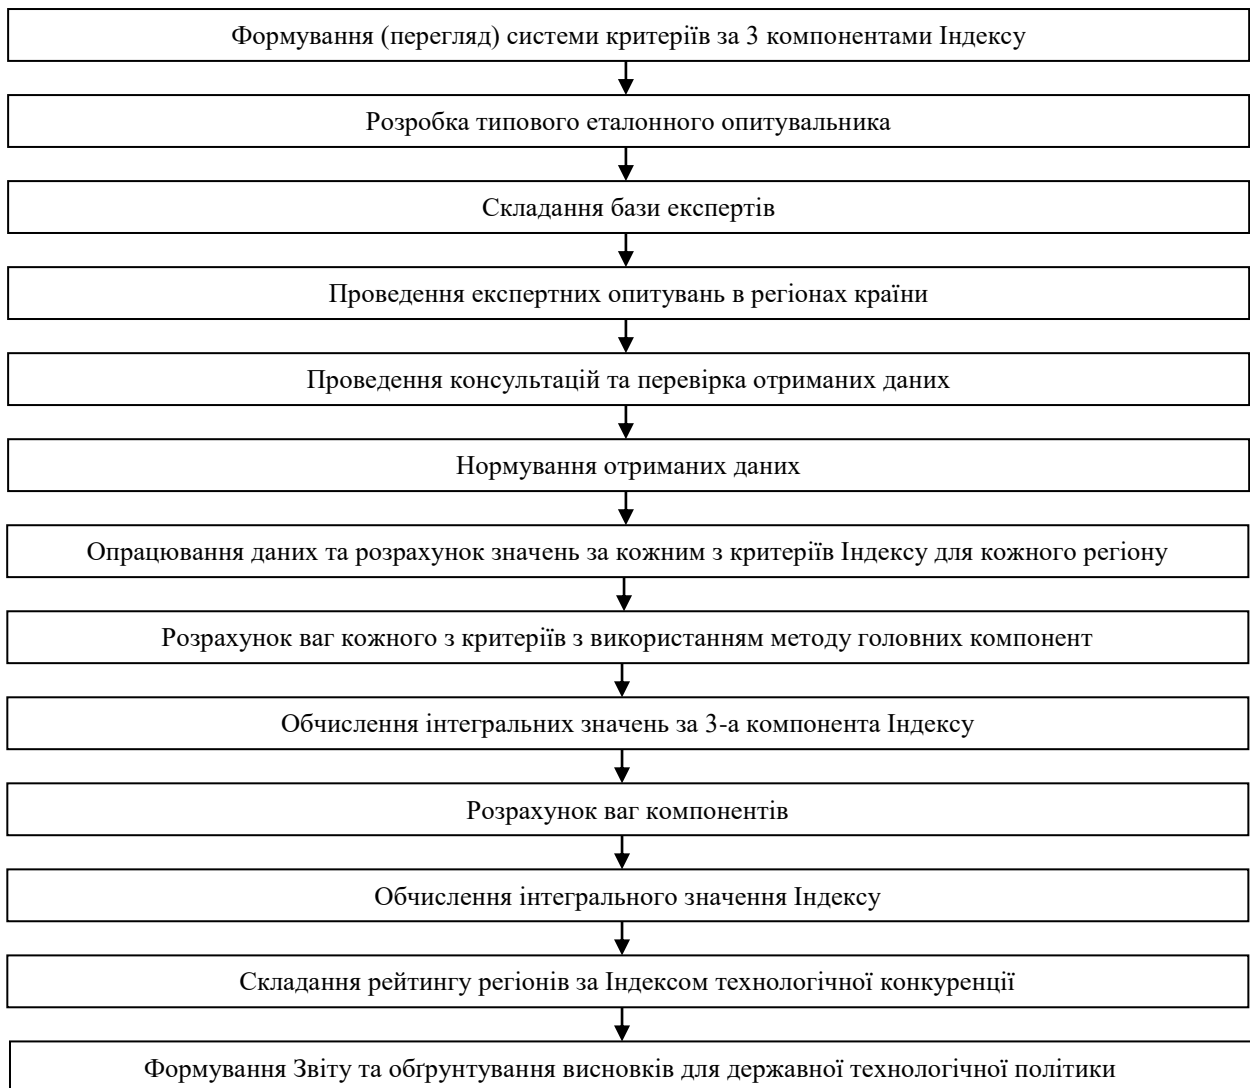 Формування (перегляд) системи критеріїв за 3 компонентами Індексу
Розробка типового еталонного опитувальника
Складання бази експертів
Проведення експертних опитувань в регіонах країни
Проведення консультацій та перевірка отриманих даних
Нормування отриманих даних
Опрацювання даних та розрахунок значень за кожним з критеріїв Індексу для кожного регіону
Розрахунок ваг кожного з критеріїв з використанням методу головних компонент
Обчислення інтегральних значень за 3-а компонента Індексу
Розрахунок ваг компонентів
Обчислення інтегрального значення Індексу
Складання рейтингу регіонів за Індексом технологічної конкуренції
Формування Звіту та обґрунтування висновків для державної технологічної політики